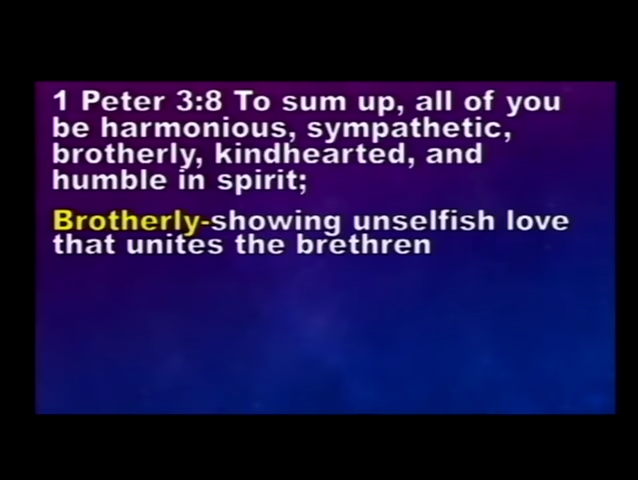 1 Peter 3:8 To sum up, all of you
be harmonious, sympathetic,
brotherly, kindhearted, and
humble in spirit;
Brotherly-showing unselfish love
that unites the brethren